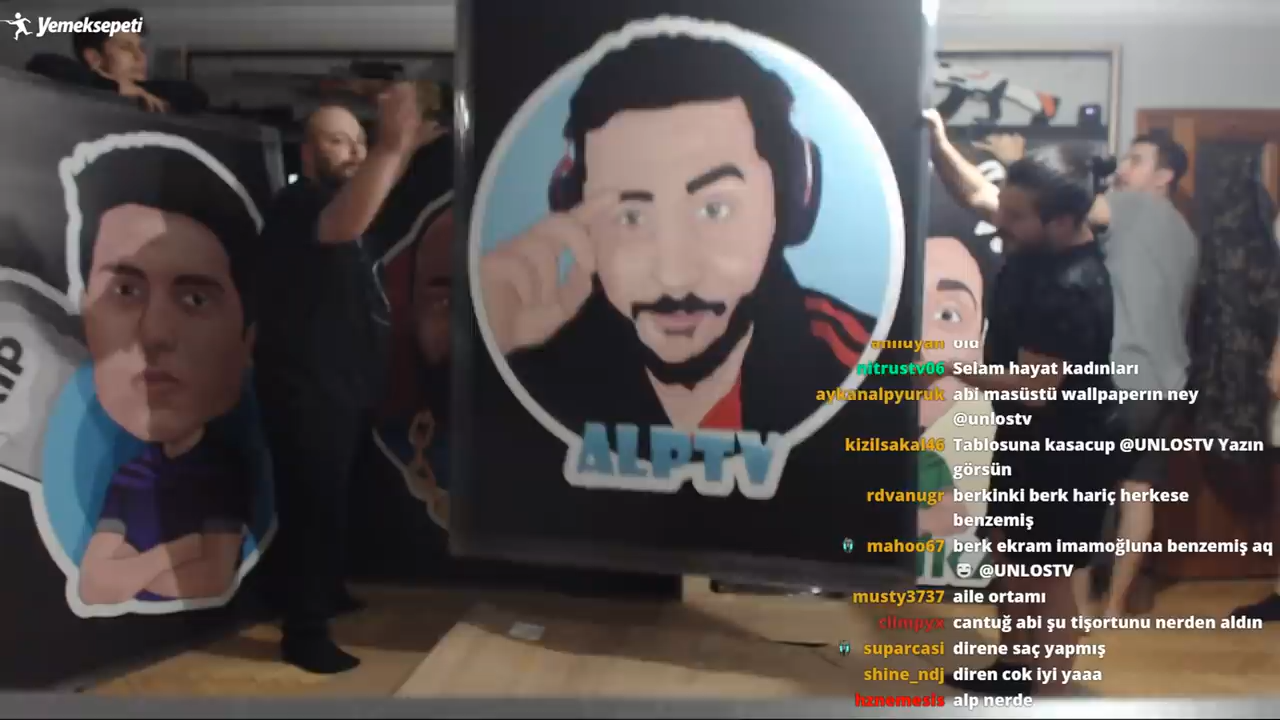 Yemeksepeti
ALPTV
nitrustv06 Selam hayat kadınları
aykanalpyuruk abi masüstü wallpaperın ney
@unlostv
kizilsakal46 Tablosuna kasacup @UNLOSTV Yazın
görsün
rdvanugr berkinki berk hariç herkese
benzemiş
mahoo67 berk ekram imamoğluna benzemiş aq
@UNLOSTV
musty3737 aile ortamı
cantuğ abi şu tişortunu nerden aldın
suparcasi direne saç yapmış
shine_ndj diren cok iyi yaaa
hznemesis alp nerde